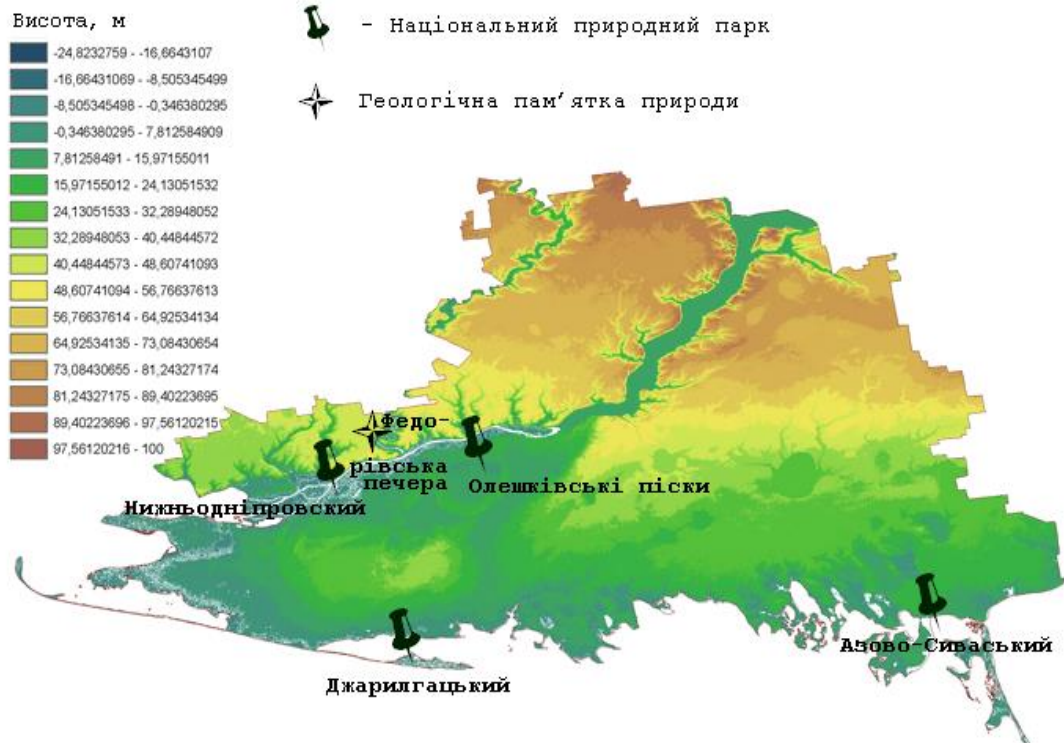 Висота, м
-24,8232759 - -16,6643107
-16,66431069 - -8,505345499
-8,505345498 - -0,346380295
-0,346380295 - 7,812584909
7,81258491 - 15,97155011
15,97155012 - 24,13051532
24,13051533 - 32,28948052
32,28948053 - 40,44844572
40,44844573 - 48,60741093
48,60741094 - 56,76637613
56,76637614 - 64,92534134
64,92534135 - 73,08430654
73,08430655 - 81,24327174
81,24327175 - 89,40223695
89,40223696 - 97,56120215
97,56120216 - 100
- Національний природний парк
Геологічна пам’ятка природи
Федо-
рівська
печера
Олешківські піски
Нижньодніпровский
Азово-Сиваський
Джарилгацький